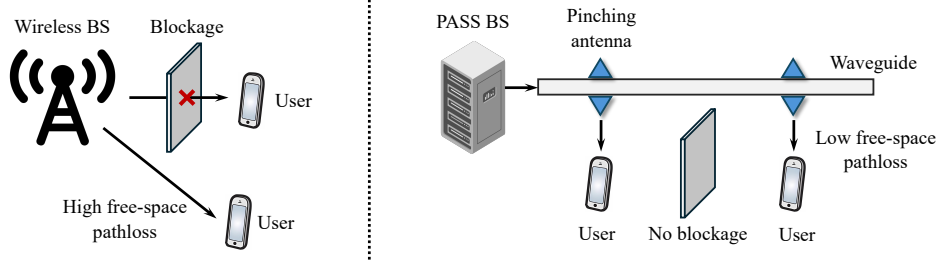 Wireless BS
Blockage
User
High free-space
pathloss
User
PASS BS
Pinching
antenna
Waveguide
Low free-space
pathloss
User
No blockage
User